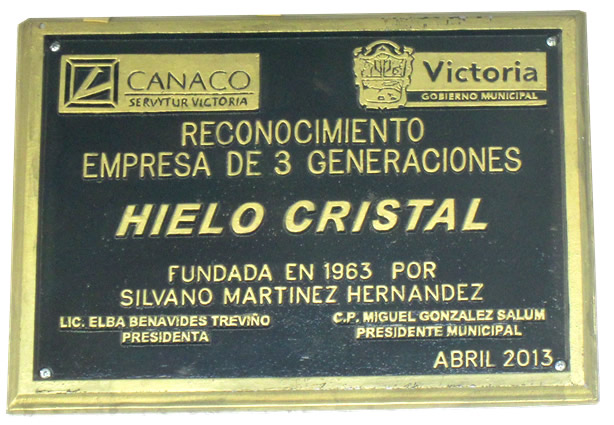 CANACO
SERVYTUR VICTORIA
Victoria
GOBIERNO MUNICIPAL
RECONOCIMIENTO
EMPRESA DE 3 GENERACIONES
HIELO CRISTAL
FUNDADA EN 1963 POR
SILVANO MARTINEZ HERNANDEZ
LIC. ELBA BENAVIDES TREVIÑO
PRESIDENTA
C.P. MIGUEL GONZALEZ SALUM
PRESIDENTE MUNICIPAL
ABRIL 2013